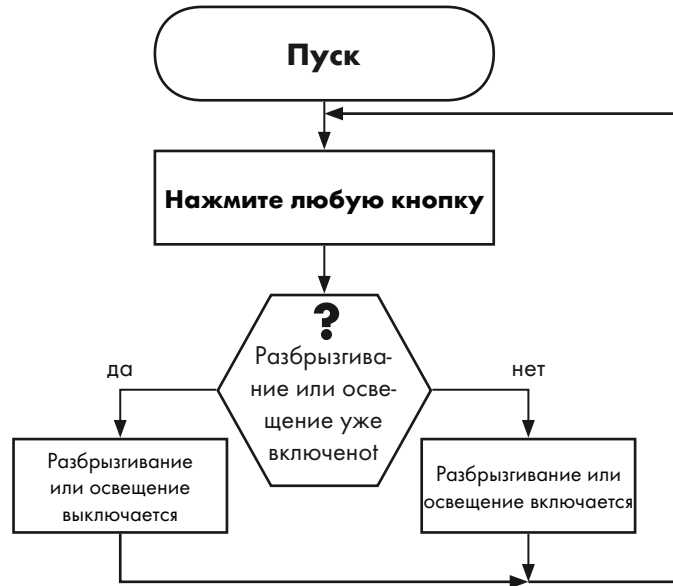 Пуск
Нажмите любую кнопку
?
Разбрызгива-
ние или осве-
щение уже
включеноt
да
нет
Разбрызгивание
или освещение
выключается
Разбрызгивание или
освещение включается